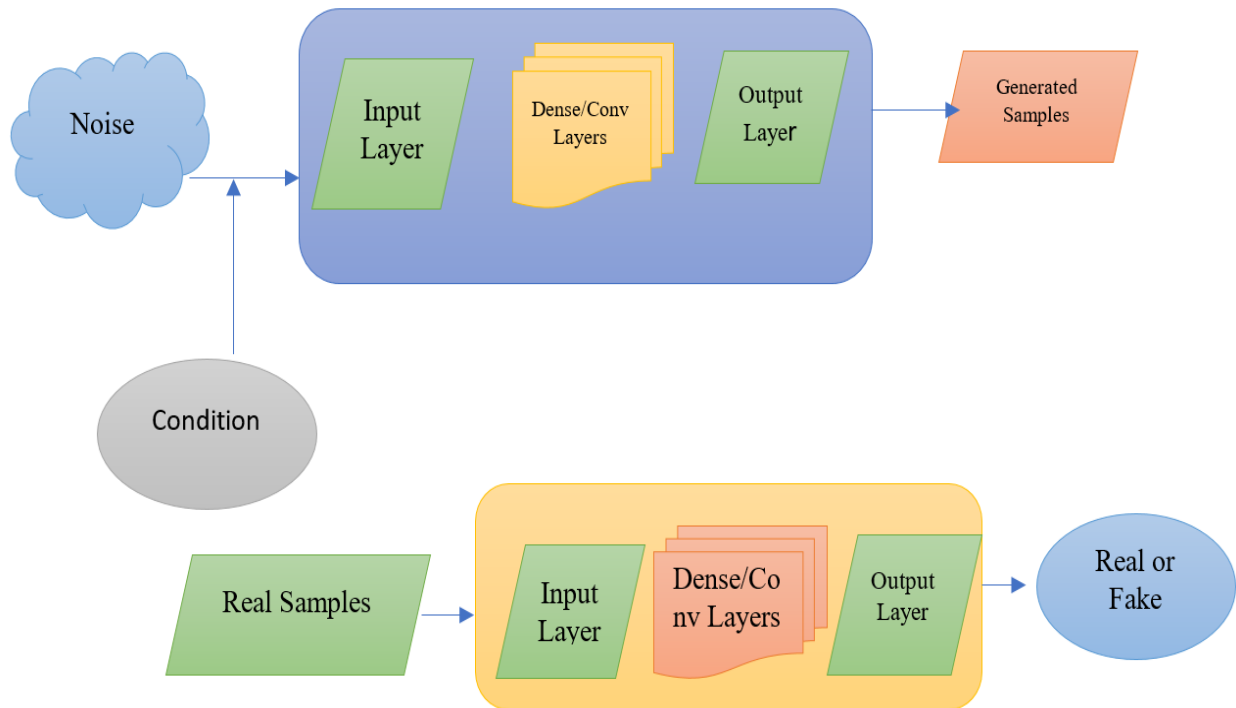 Noise
Input
Layer
Dense/Conv
Layers
Output
Layer
Generated
Samples
Condition
Real Samples
Input
Layer
Dense/Co
nv Layers
Output
Layer
Real or
Fake